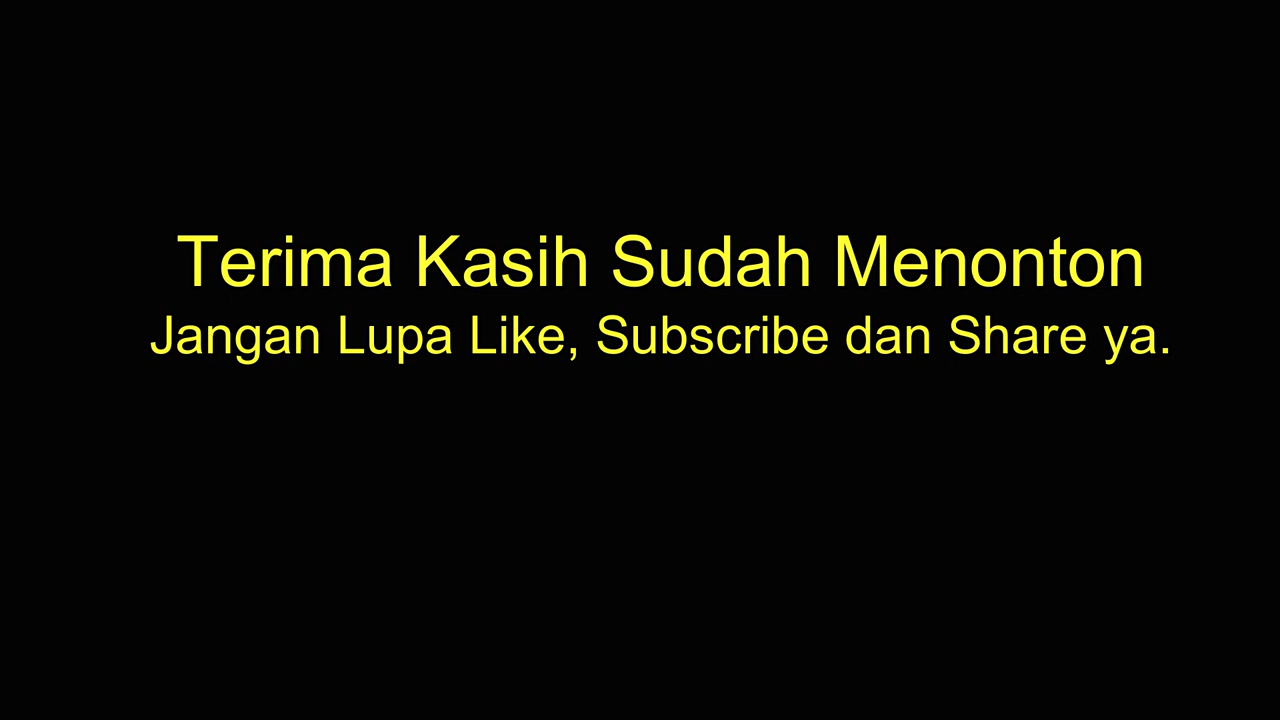 Terima Kasih Sudah Menonton
Jangan Lupa Like, Subscribe dan Share ya.